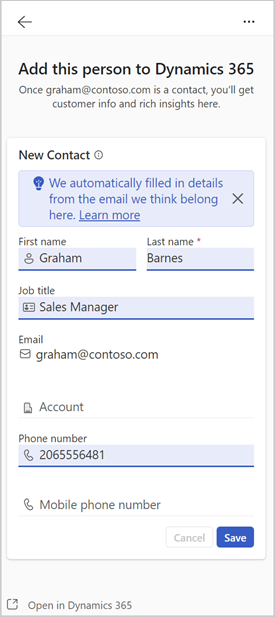 Add this person to Dynamics 365
Once graham@contoso.com is a contact, you'll get
customer info and rich insights here.
New Contact
We automatically filled in details
from the email we think belong
here. Learn more
First name Last name *
Graham Barnes
Job title
Sales Manager
Email
graham@contoso.com
Account
Phone number
2065556481
Mobile phone number
Cancel Save
Open in Dynamics 365